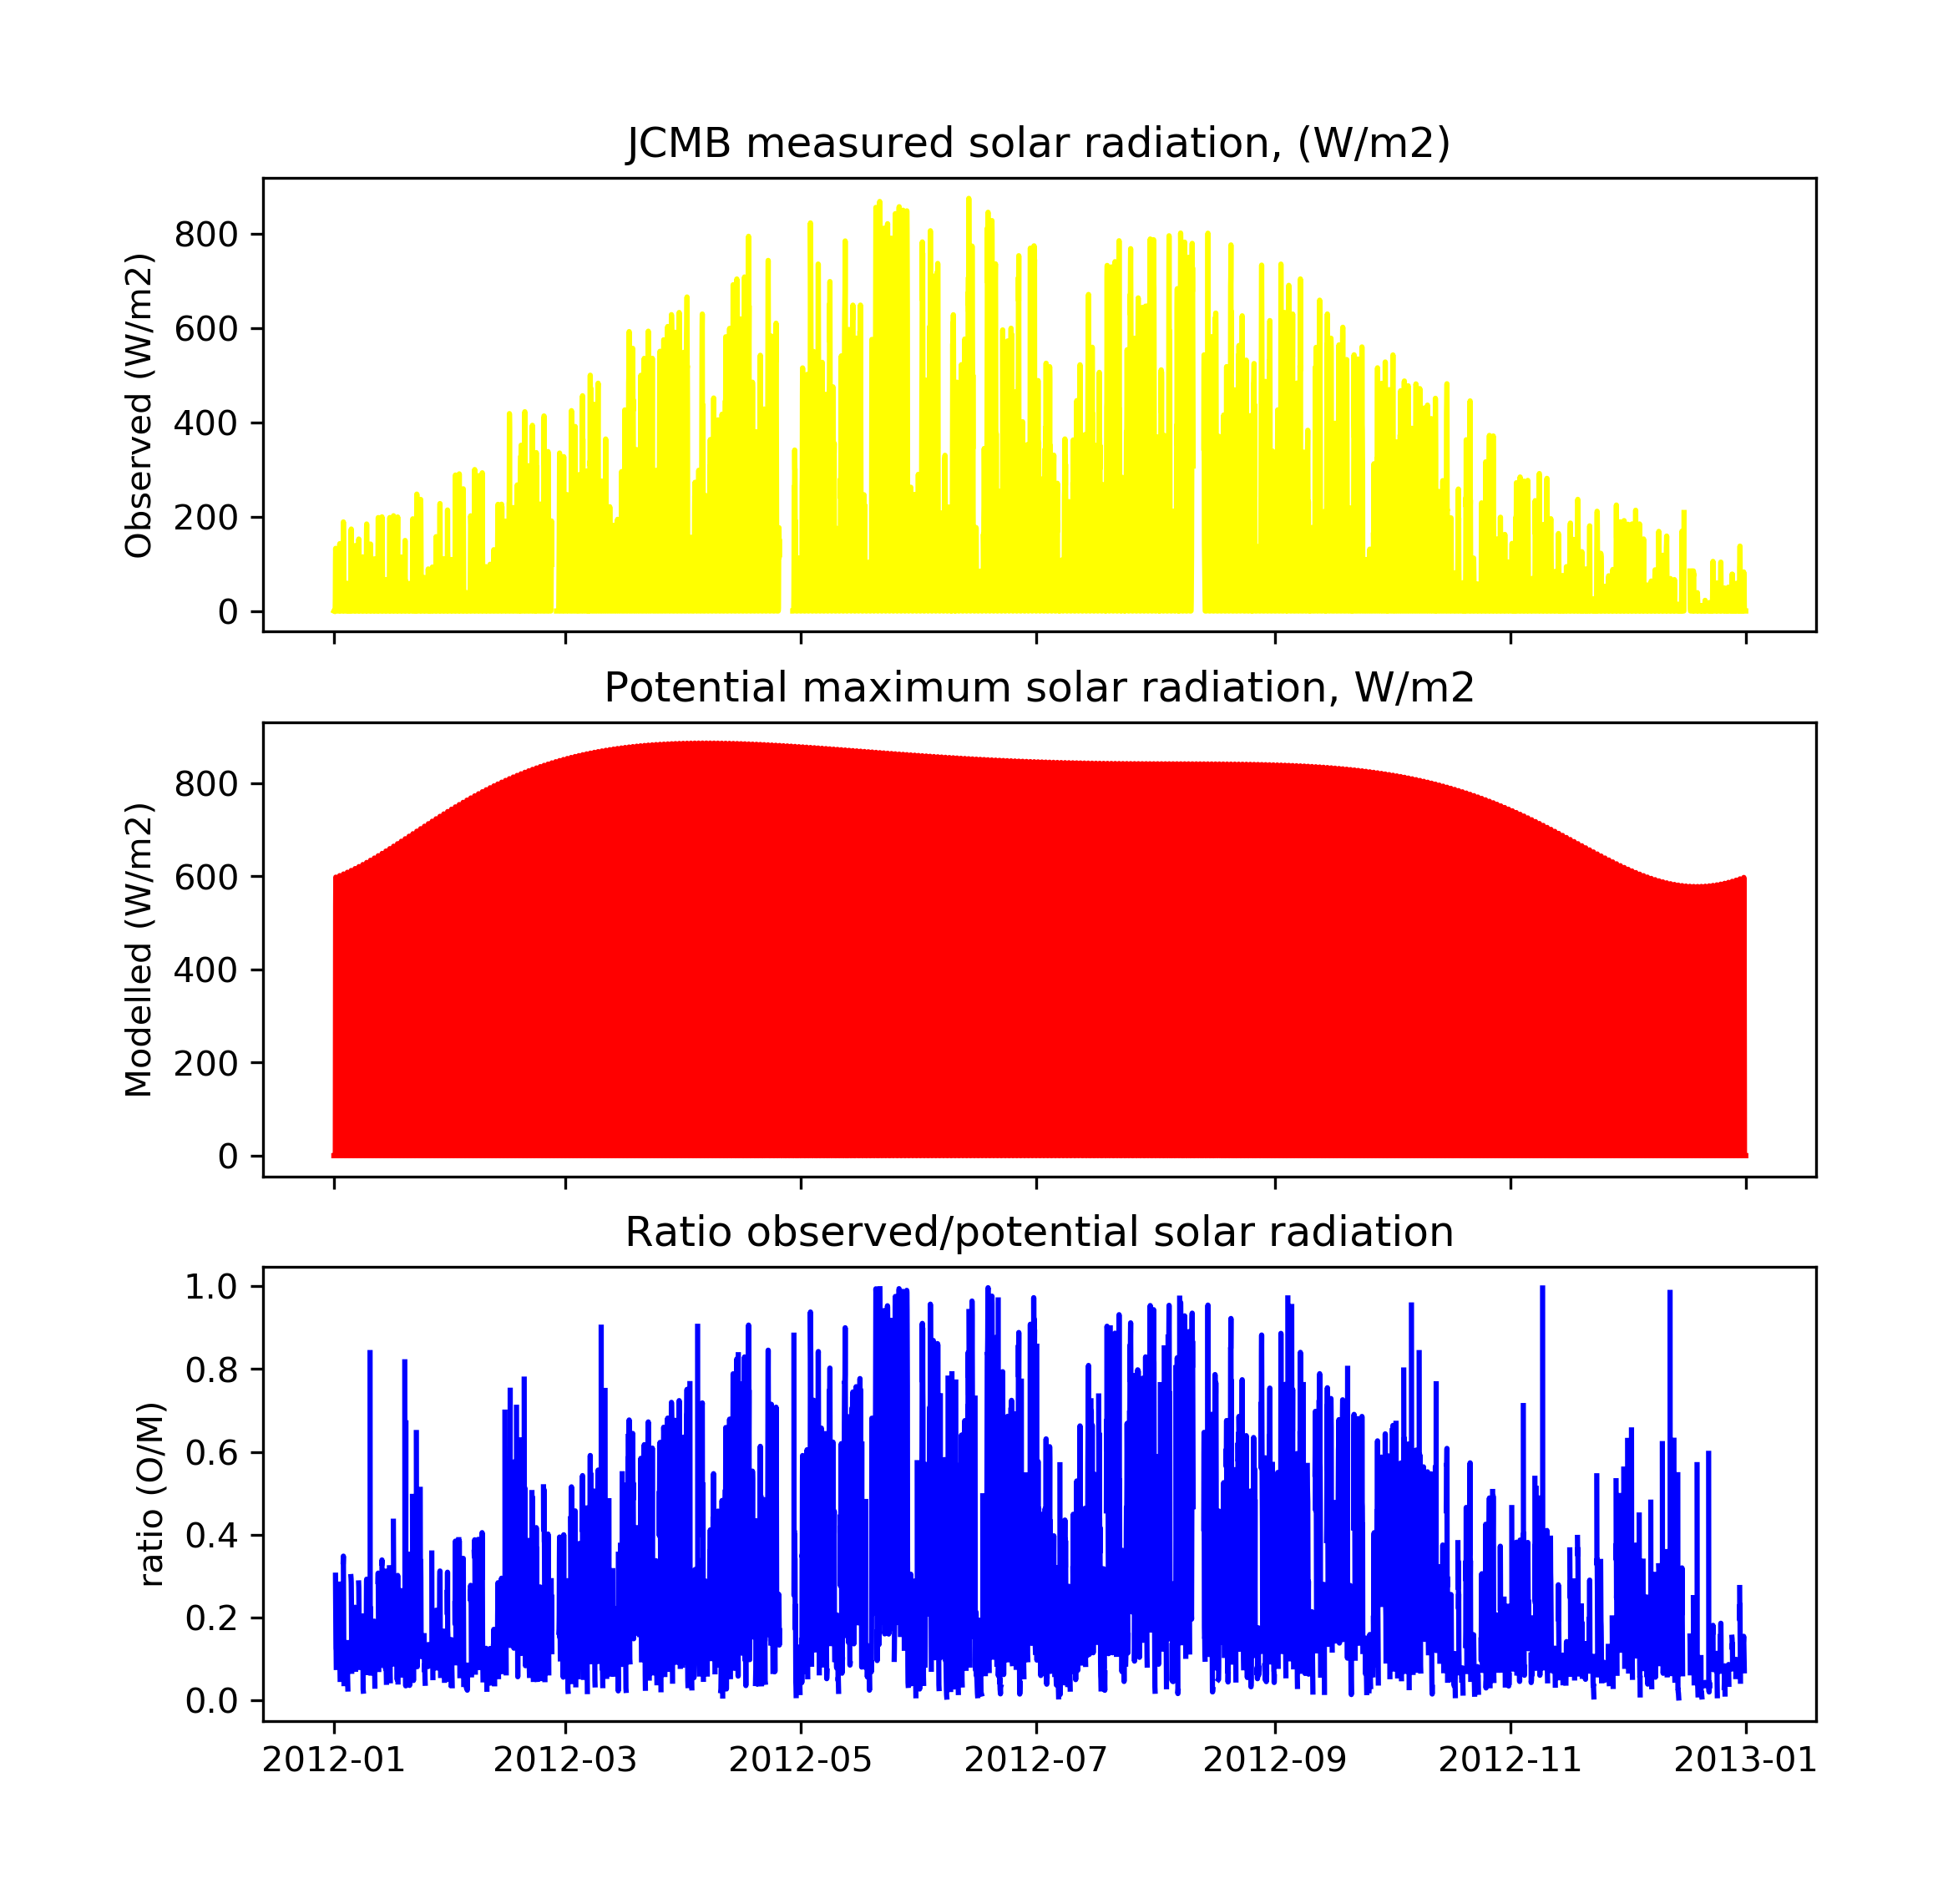 JCMB measured solar radiation, (W/m2)
Observed (W/m2)
800
600
400
200
0
Potential maximum solar radiation, W/m2
Modelled (W/m2)
800
600
400
200
0
Ratio observed/potential solar radiation
ratio (O/M)
1.0
0.8
0.6
0.4
0.2
0.0
2012-01 2012-03 2012-05 2012-07 2012-09 2012-11 2013-01